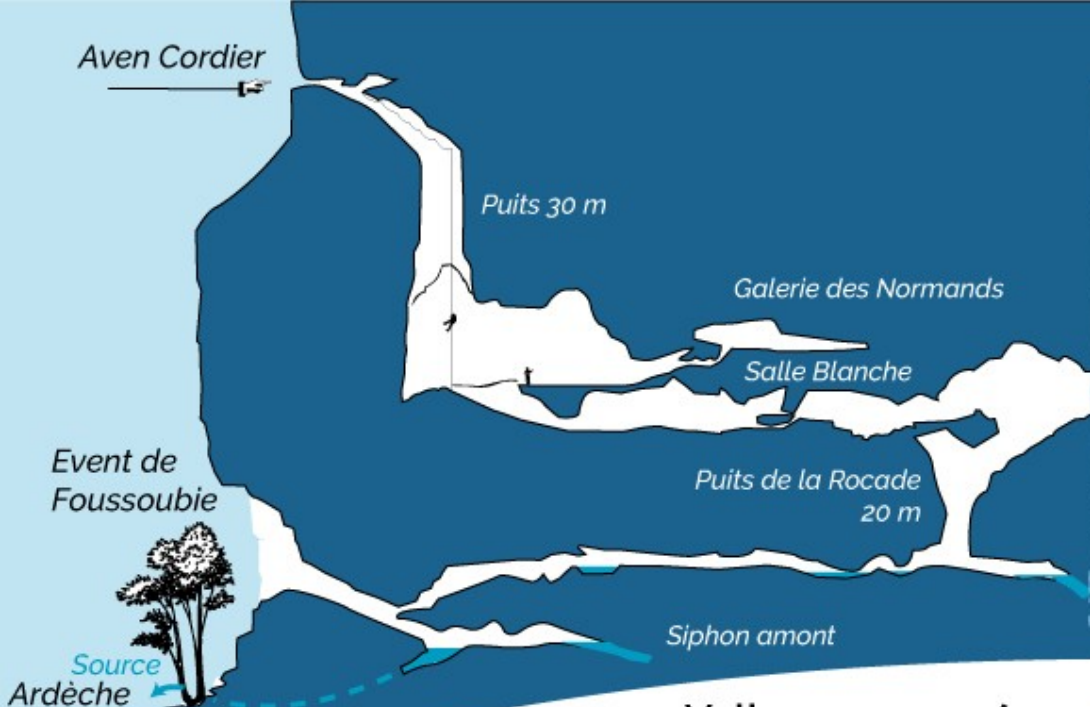 Aven Cordier
Puits 30 m
Galerie des Normands
Salle Blanche
Event de
Foussoubie
Puits de la Rocade
20 m
Siphon amont
Source
Ardèche